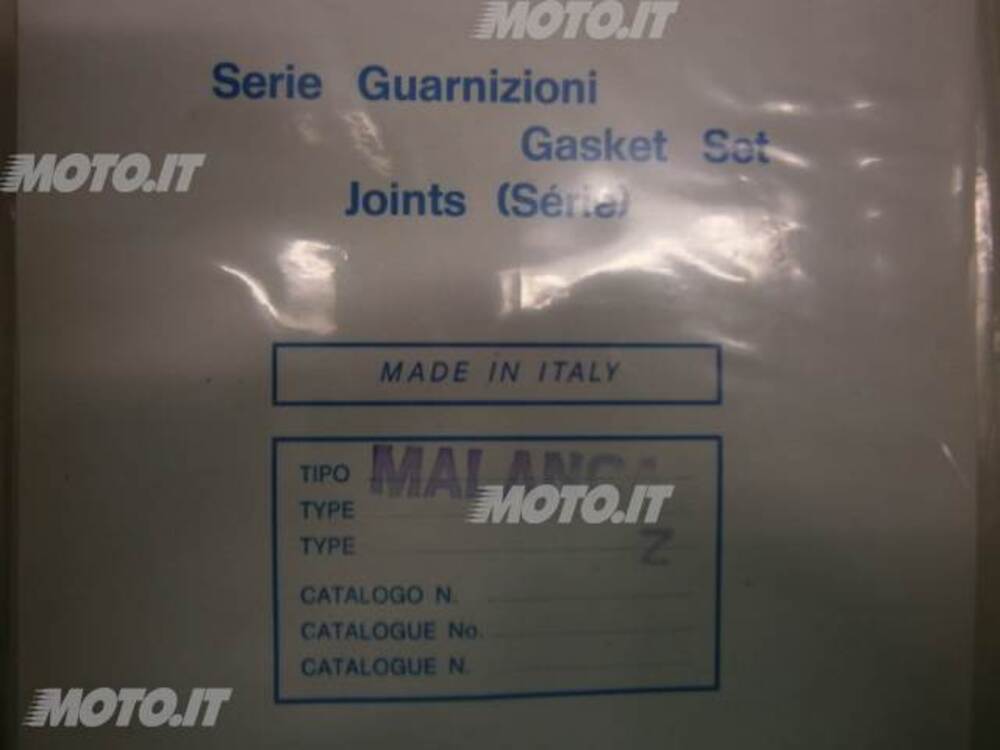 MOTO.IT
Serie Guarnizioni
Gasket Set
MOTO.IT
Joints (Série)
MADE IN ITALY
TIPO MALANCA
TYPE
MOTO.IT
TYPE Z
CATALOGO N.
CATALOGUE No.
CATALOGUE N.
MOTO.IT